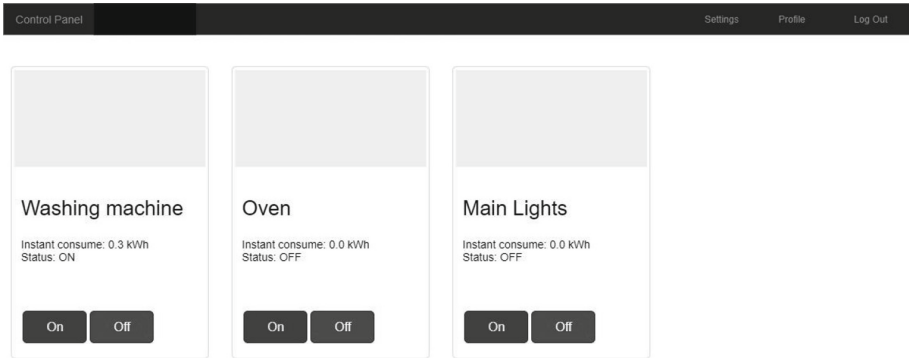 Control Panel Settings Profile Log Out
Washing machine
Instant consume: 0.3 kWh
Status: ON
On Off
Oven
Instant consume: 0.0 kWh
Status: OFF
On Off
Main Lights
Instant consume: 0.0 kWh
Status: OFF
On Off